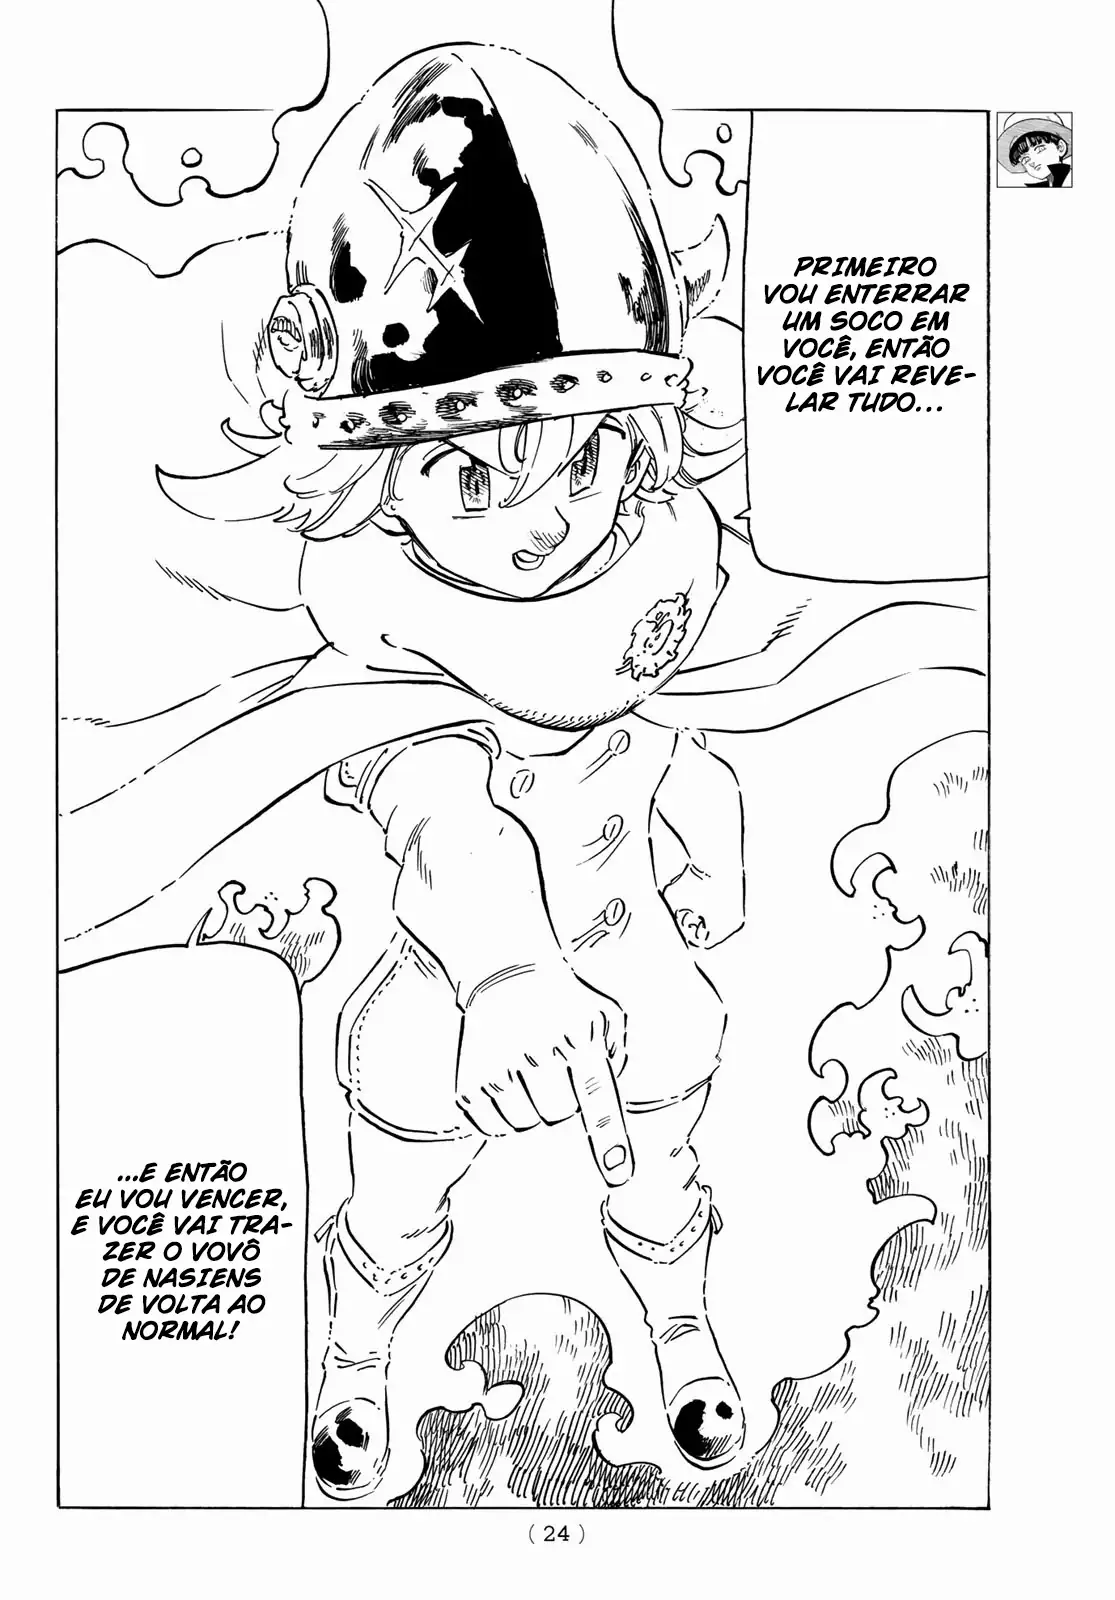 PRIMEIRO
VOU ENTERRAR
UM SOCO EM
VOCÊ, ENTÃO
VOCÊ VAI REVE-
LAR TUDO...
...E ENTÃO
EU VOU VENCER,
E VOCÊ VAI TRA-
ZER O VOVÔ
DE NASIENS
DE VOLTA AO
NORMAL!
(24)